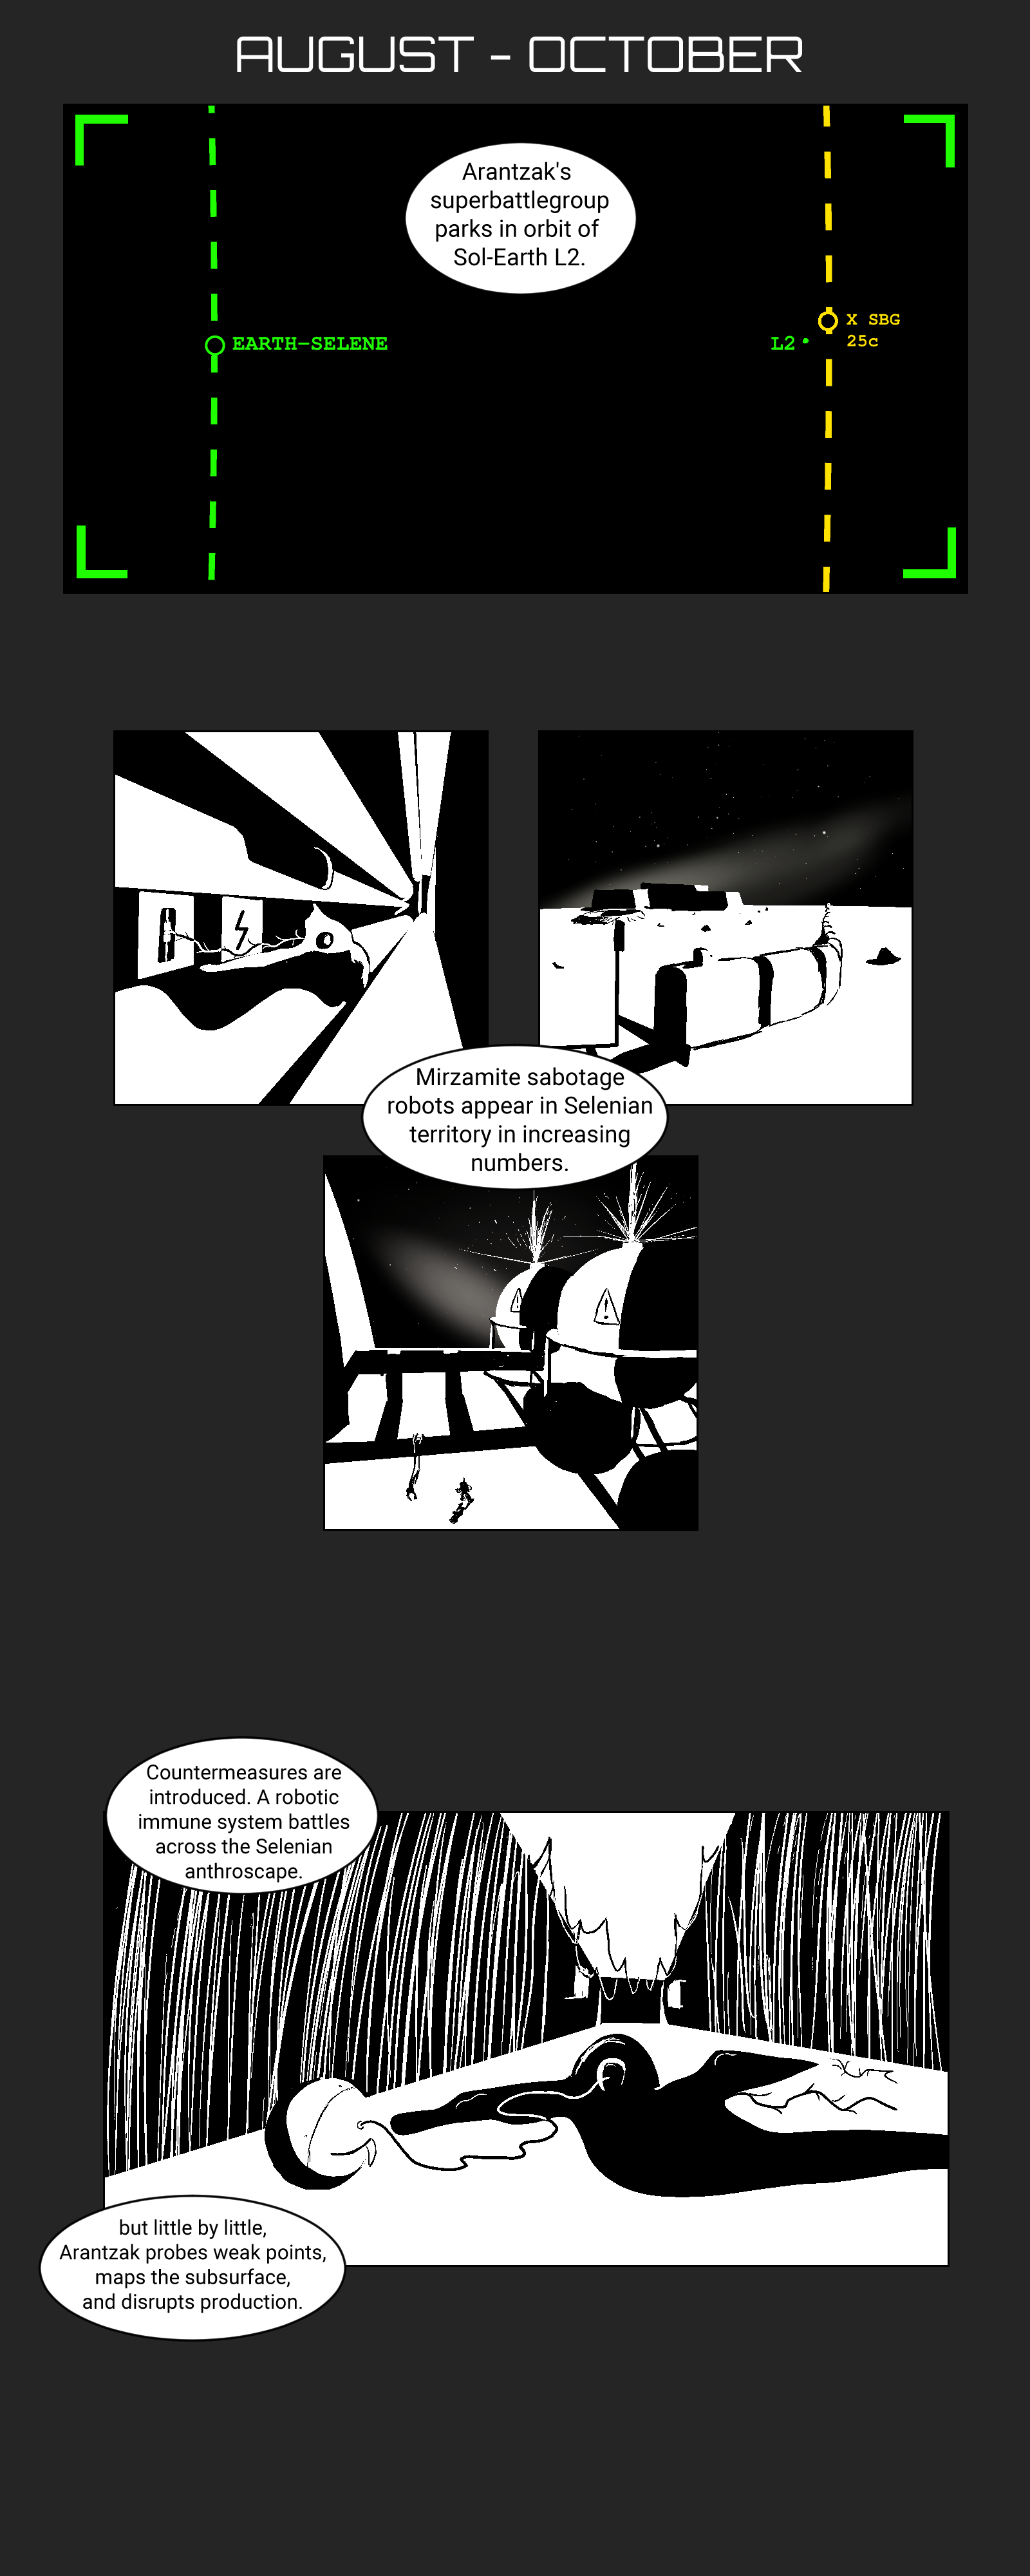 AUGUST - OCTOBER
Arantzak's
superbattlegroup
parks in orbit of
Sol-Earth L2.
EARTH-SELENE
L2
X SBG
25c
Mirzamite sabotage
robots appear in Selenian
territory in increasing
numbers.
!
!
Countermeasures are
introduced. A robotic
immune system battles
across the Selenian
anthroscape.
but little by little,
Arantzak probes weak points,
maps the subsurface,
and disrupts production.